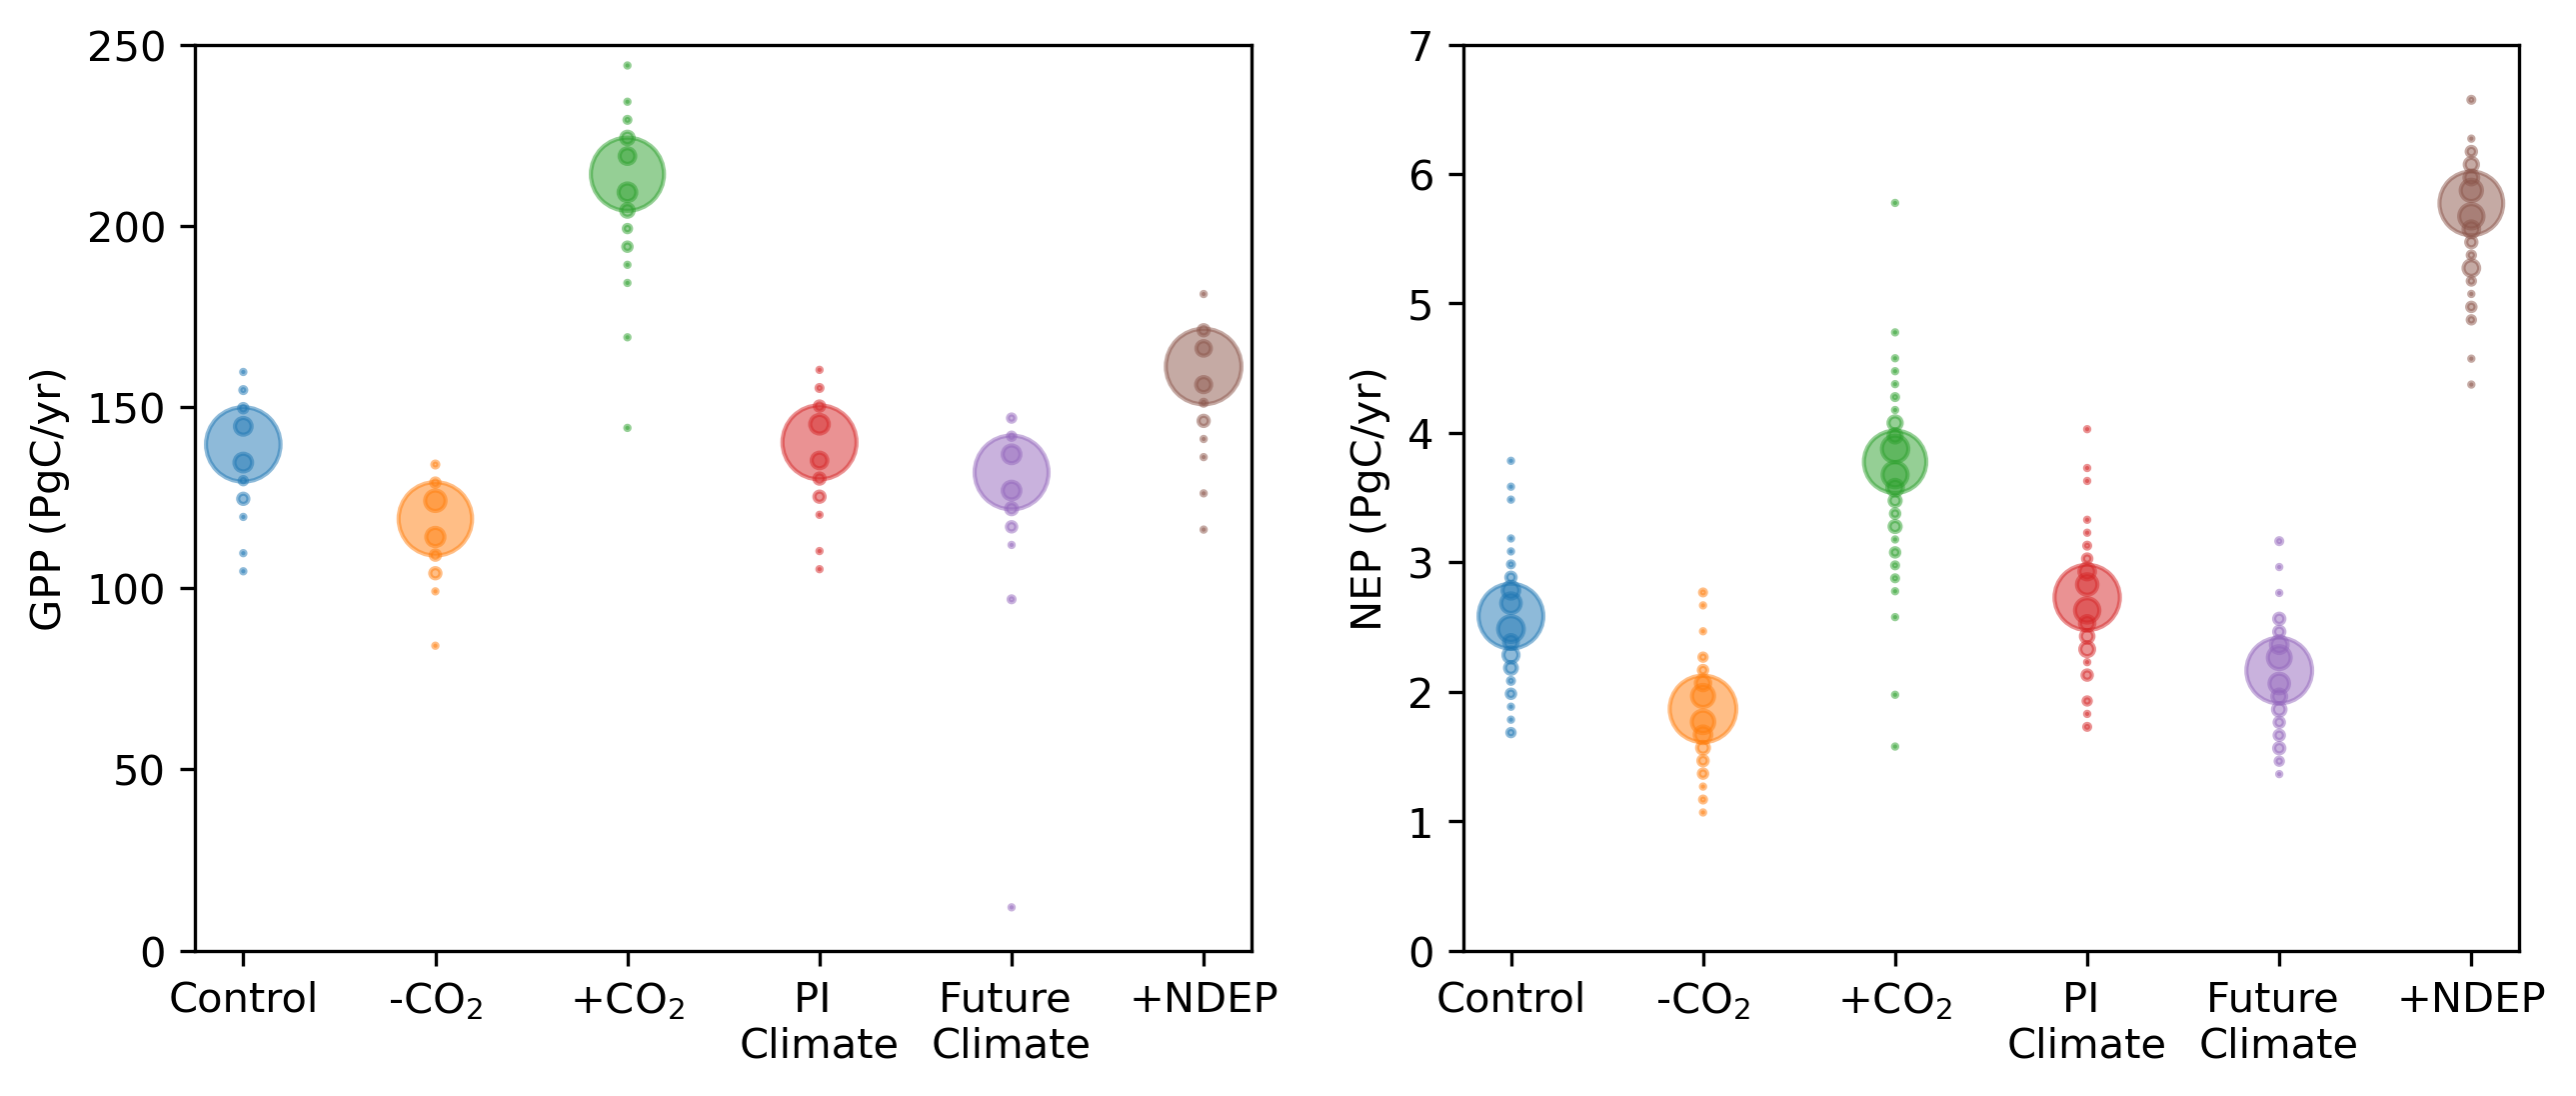 GPP (PgC/yr)
250
200
150
100
50
0
Control
-CO₂
+CO₂
PI
Climate
Future
Climate
+NDEP
NEP (PgC/yr)
7
6
5
4
3
2
1
0
Control
-CO₂
+CO₂
PI
Climate
Future
Climate
+NDEP